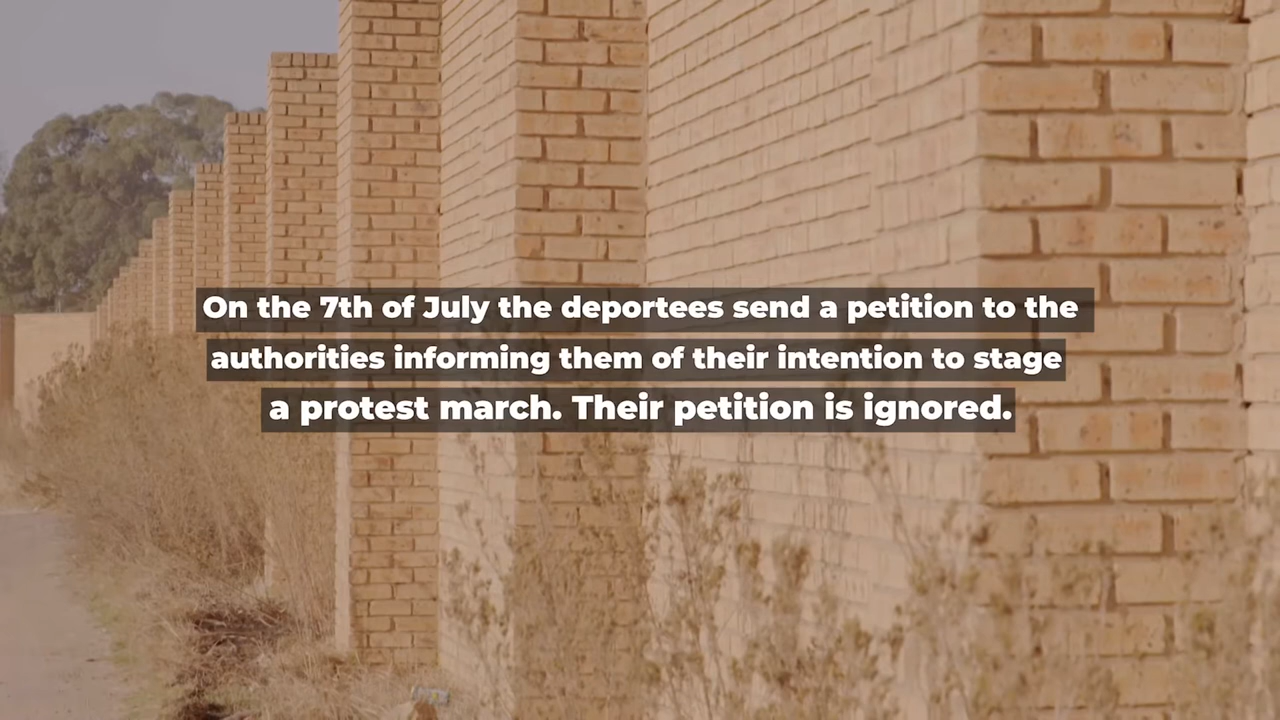 On the 7th of July the deportees send a petition to the
authorities informing them of their intention to stage
a protest march. Their petition is ignored.